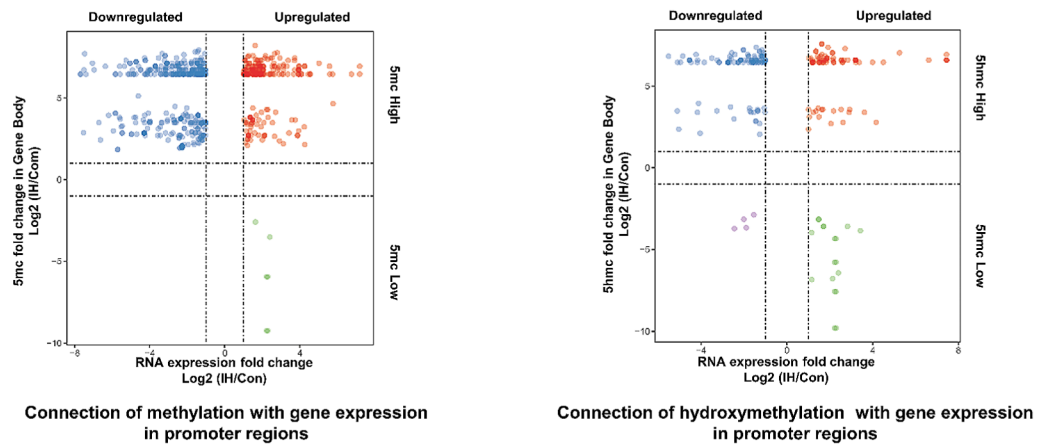 Downregulated
Upregulated
5mc fold change in Gene Body
Log2 (IH/Con)
5
0
−5
−10
−8
−4
0
4
5mc High
5mc Low
RNA expression fold change
Log2 (IH/Con)
Connection of methylation with gene expression
in promoter regions
Downregulated
Upregulated
5hmc fold change in Gene Body
Log2 (IH/Con)
5
0
−5
−10
−4
0
4
8
5hmc High
5hmc Low
RNA expression fold change
Log2 (IH/Con)
Connection of hydroxymethylation with gene expression
in promoter regions